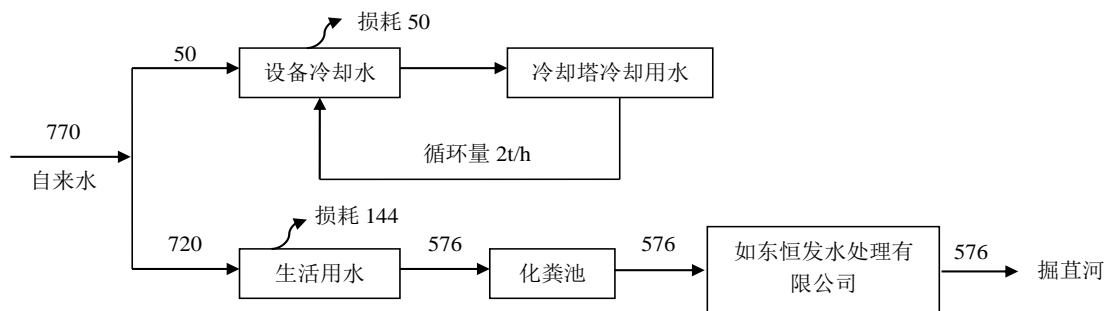 损耗 50
50
设备冷却水
冷却塔冷却用水
770
自来水
循环量 2t/h
损耗 144
720
生活用水
576
化粪池
576
如东恒发水处理有
限公司
576
掘苴河